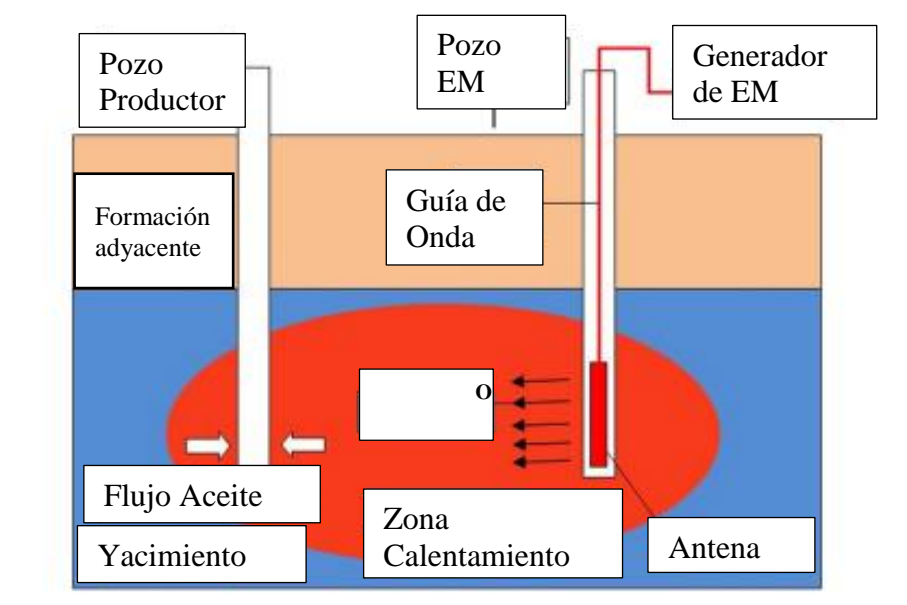 Pozo
Productor
Pozo
EM
Generador
de EM
Formación
adyacente
Guía de
Onda
O
Flujo Aceite
Yacimiento
Zona
Calentamiento
Antena